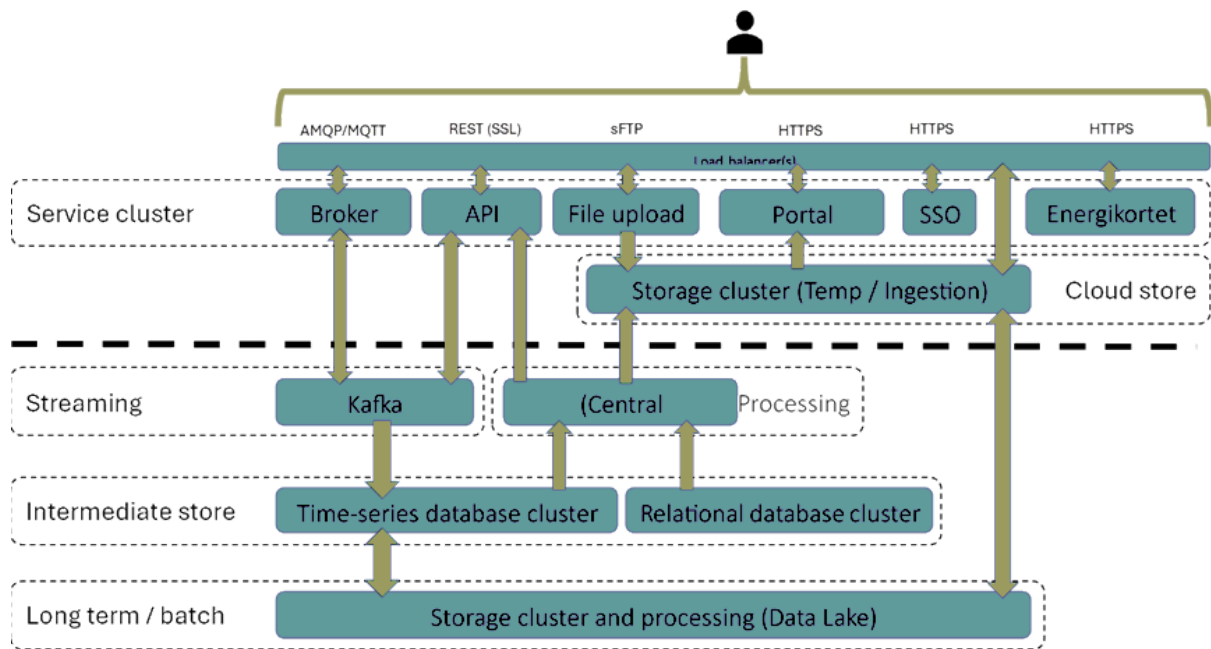 AMQP/MQTT REST (SSL) sFTP HTTPS HTTPS HTTPS
Load balancer(s)
Service cluster Broker API File upload Portal SSO Energikortet
Storage cluster (Temp / Ingestion) Cloud store
Streaming Kafka (Central Processing
Intermediate store Time-series database cluster Relational database cluster
Long term / batch Storage cluster and processing (Data Lake)